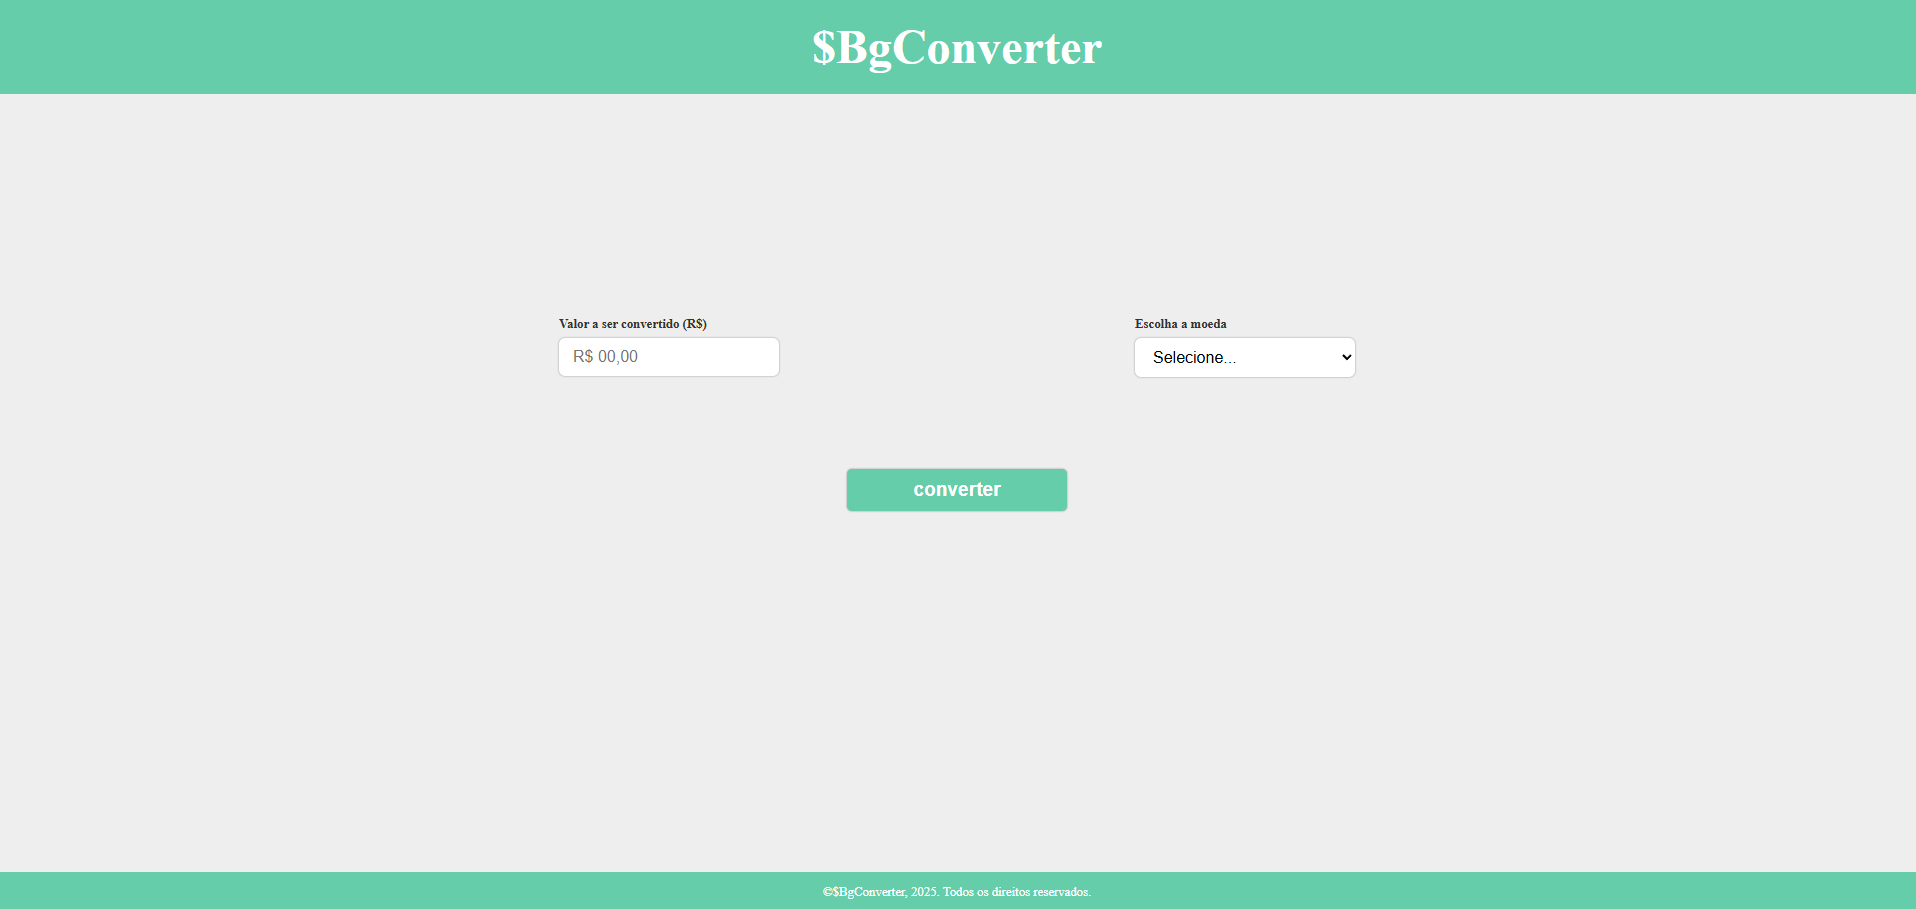 $BgConverter
Valor a ser convertido (R$)
Escolha a moeda
R$ 00,00
Selecione...
converter
©$BgConverter, 2025. Todos os direitos reservados.